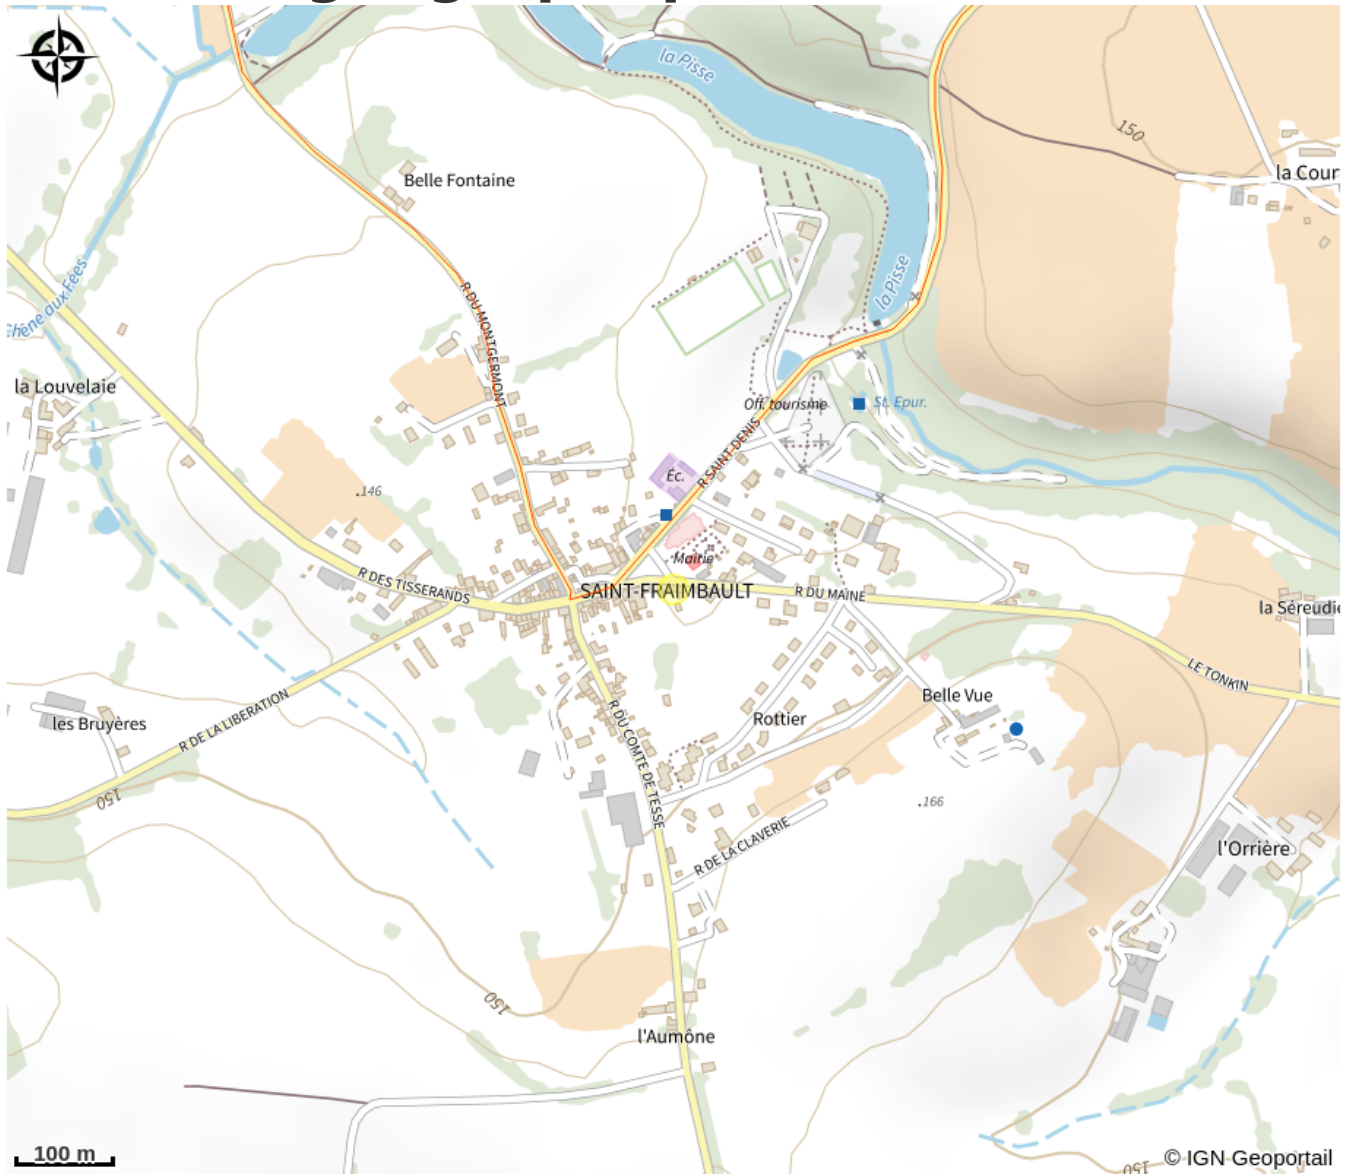 la Pisse
150
la Cour
Belle Fontaine
la Pisse
R DU MONTGERMONT
Chêne aux Fées
la Louvelaie
Off. tourisme
St. Epur.
R SAINT-DENIS
Éc.
.146
Mairie
R DES TISSERANDS
SAINT-FRAIMBAULT
R DU MAINE
la Séreudie
LE TONKIN
Belle Vue
les Bruyères
R DE LA LIBERATION
Rottier
R DU COMTE DE TESSE
150
.166
R DE LA CLAVERIE
l'Orrière
150
l'Aumône
100 m
© IGN Geoportail
150